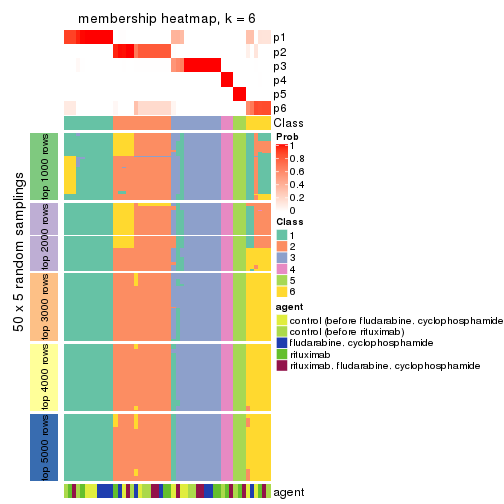 membership heatmap, k = 6
p1
p2
p3
p4
p5
p6
Class
50 x 5 random samplings
top 1000 rows
top 2000 rows
top 3000 rows
top 4000 rows
top 5000 rows
Prob
1
0.8
0.6
0.4
0.2
0
Class
1
2
3
4
5
6
agent
control (before fludarabine. cyclophosphamide
control (before rituximab)
fludarabine. cyclophosphamide
rituximab
rituximab. fludarabine. cyclophosphamide
agent